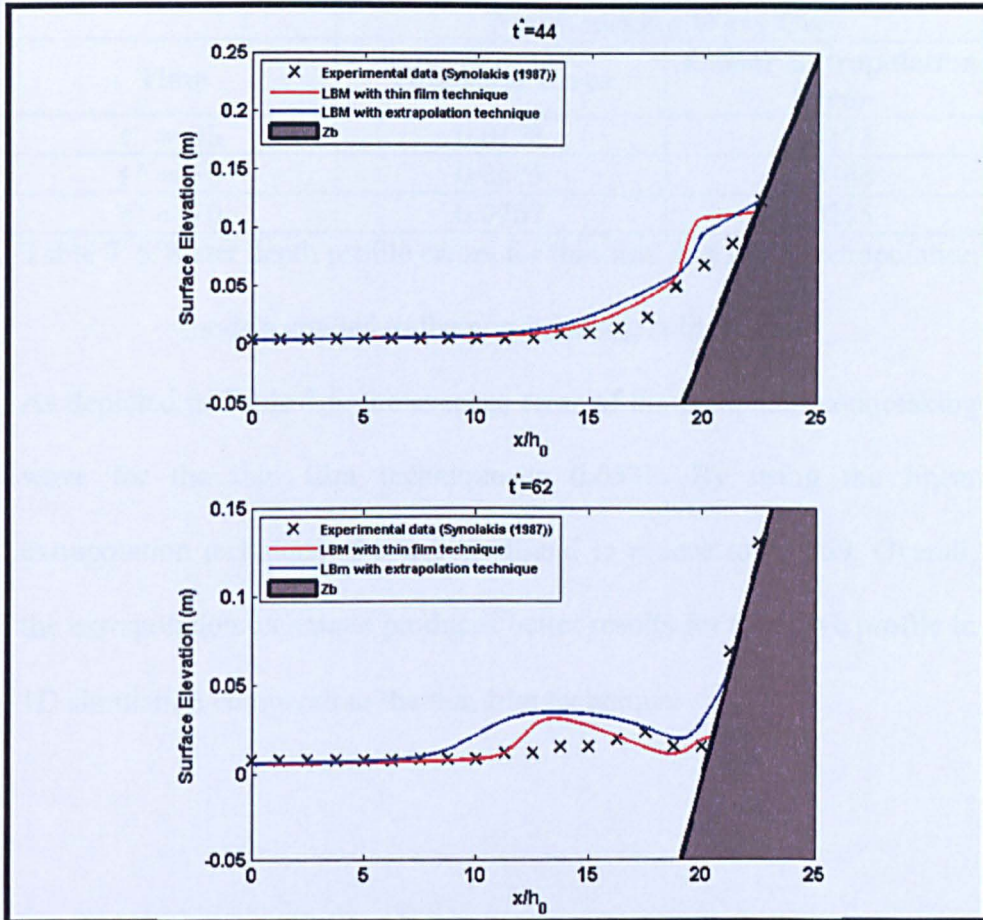 t*=44
0.25
0.2
0.15
0.1
0.05
0
-0.05
Surface Elevation (m)
Experimental data (Synolakis (1987))
LBM with thin film technique
LBM with extrapolation technique
Zb
0 5 10 15 20 25
x/h0
t*=62
0.15
0.1
0.05
0
-0.05
Surface Elevation (m)
Experimental data (Synolakis (1987))
LBM with thin film technique
LBm with extrapolation technique
Zb
0 5 10 15 20 25
x/h0